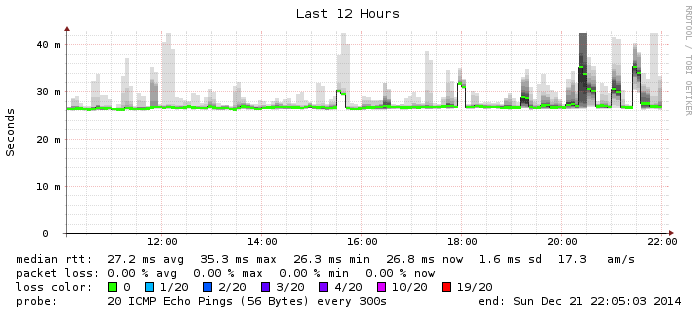 Last 12 Hours
RRDTOOL / TOBI OETIKER
Seconds
40 m
30 m
20 m
10 m
0
12:00 14:00 16:00 18:00 20:00 22:00
median rtt: 27.2 ms avg 35.3 ms max 26.3 ms min 26.8 ms now 1.6 ms sd 17.3 am/s
packet loss: 0.00 % avg 0.00 % max 0.00 % min 0.00 % now
loss color: 0 1/20 2/20 3/20 4/20 10/20 19/20
probe: 20 ICMP Echo Pings (56 Bytes) every 300s end: Sun Dec 21 22:05:03 2014